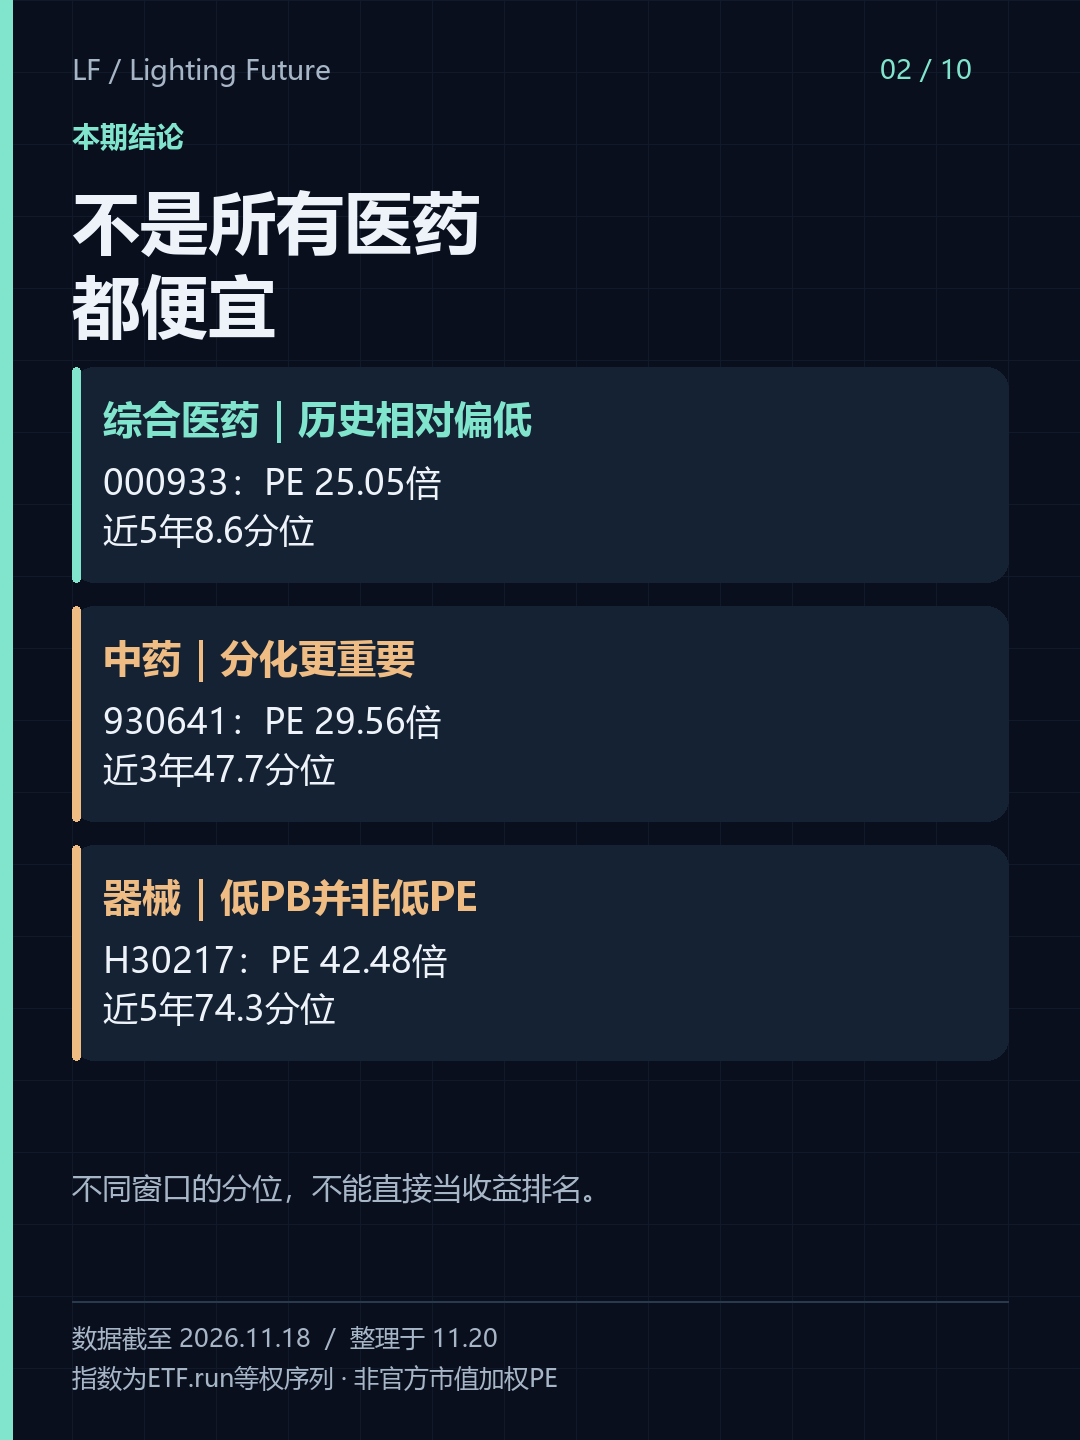 LF / Lighting Future
02 / 10
本期结论
不是所有医药
都便宜
综合医药｜历史相对偏低
000933：PE 25.05倍
近5年8.6分位
中药｜分化更重要
930641：PE 29.56倍
近3年47.7分位
器械｜低PB并非低PE
H30217：PE 42.48倍
近5年74.3分位
不同窗口的分位，不能直接当收益排名。
数据截至 2026.11.18 / 整理于 11.20
指数为ETF.run等权序列 · 非官方市值加权PE